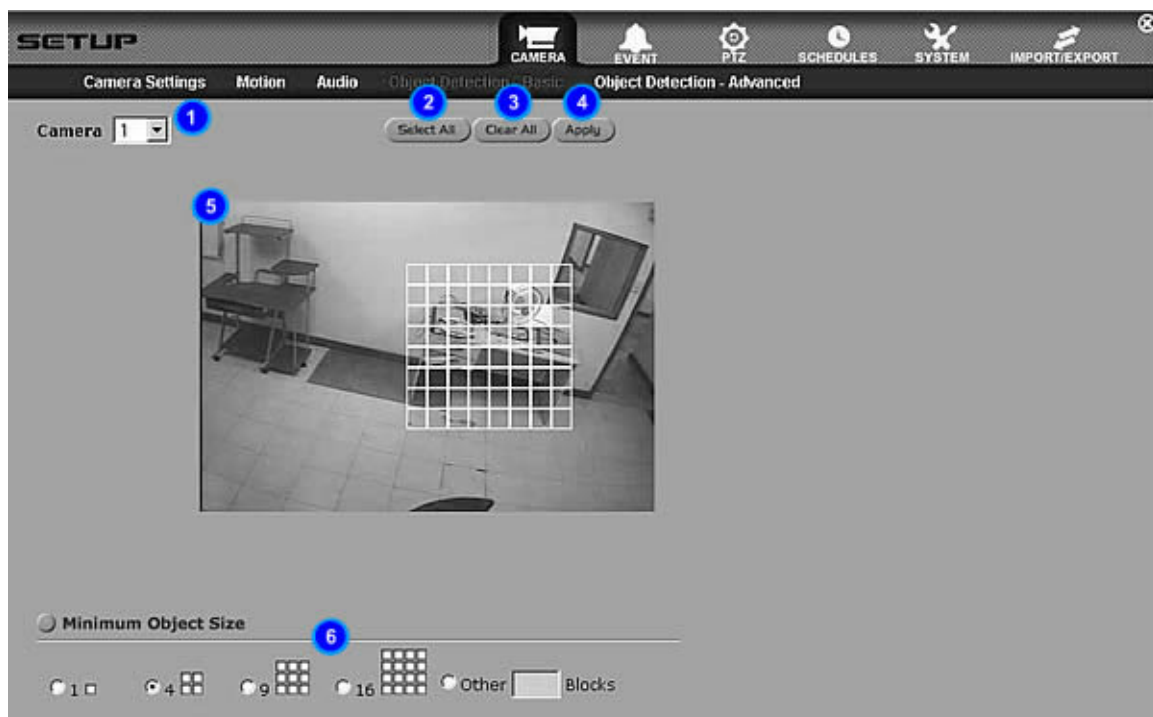 SETUP
CAMERA EVENT PTZ SCHEDULES SYSTEM IMPORT/EXPORT
Camera Settings Motion Audio Object Detection - Basic Object Detection - Advanced
1 2 3 4
Camera 1 Select All Clear All Apply
5
Minimum Object Size
6
1 4 9 16 Other Blocks